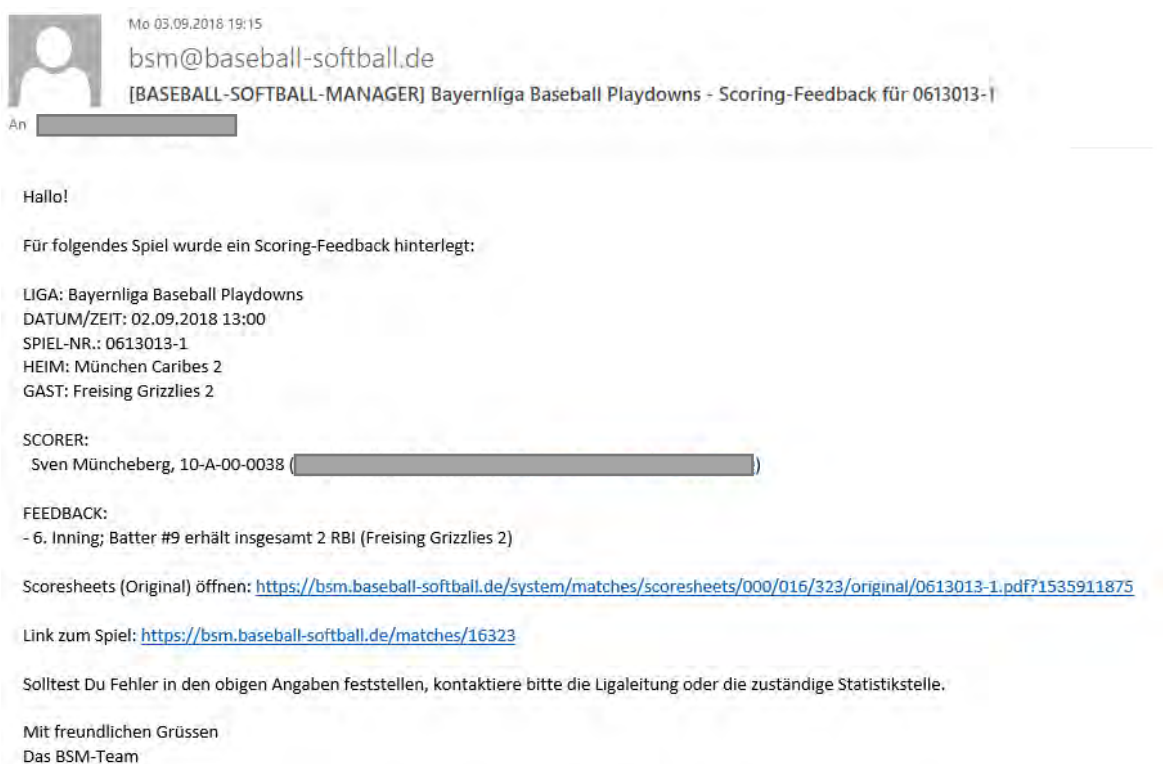 Mo 03.09.2018 19:15
bsm@baseball-softball.de
[BASEBALL-SOFTBALL-MANAGER] Bayernliga Baseball Playdowns - Scoring-Feedback für 0613013-1
An
Hallo!
Für folgendes Spiel wurde ein Scoring-Feedback hinterlegt:
LIGA: Bayernliga Baseball Playdowns
DATUM/ZEIT: 02.09.2018 13:00
SPIEL-NR.: 0613013-1
HEIM: München Caribes 2
GAST: Freising Grizzlies 2
SCORER:
Sven Müncheberg, 10-A-00-0038 ( )
FEEDBACK:
- 6. Inning; Batter #9 erhält insgesamt 2 RBI (Freising Grizzlies 2)
Scoresheets (Original) öffnen: https://bsm.baseball-softball.de/system/matches/scoresheets/000/016/323/original/0613013-1.pdf?1535911875
Link zum Spiel: https://bsm.baseball-softball.de/matches/16323
Solltest Du Fehler in den obigen Angaben feststellen, kontaktiere bitte die Ligaleitung oder die zuständige Statistikstelle.
Mit freundlichen Grüssen
Das BSM-Team